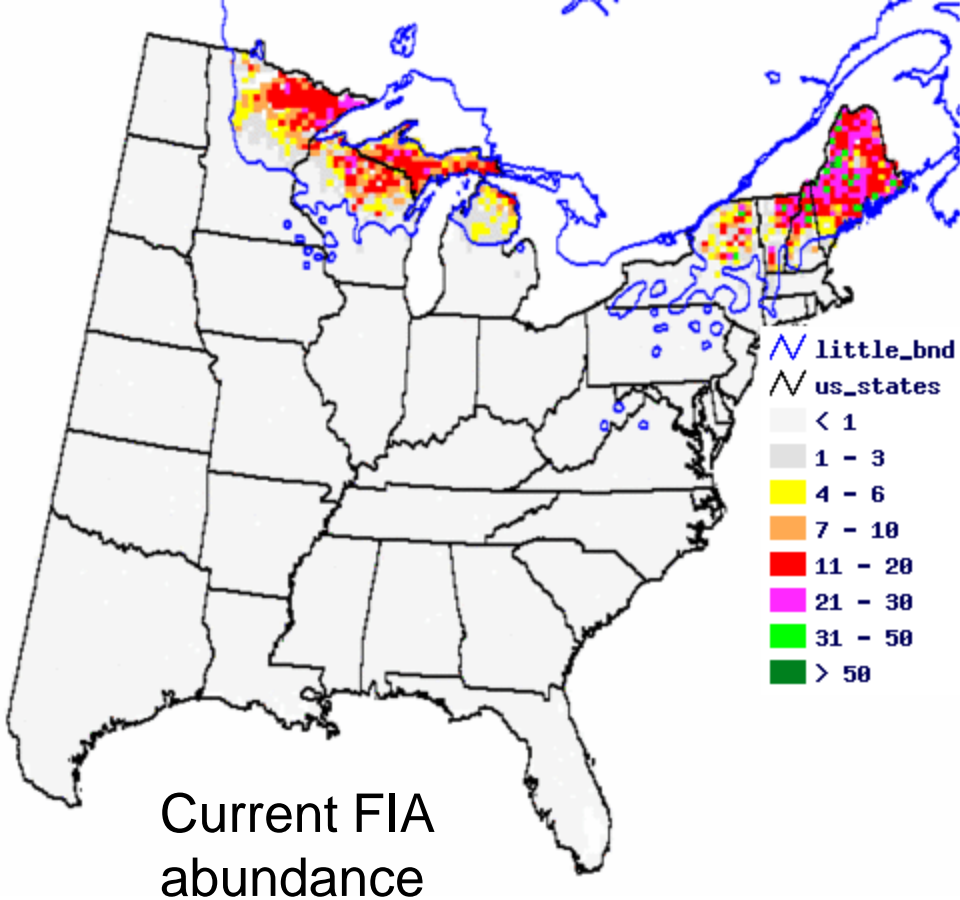 little_bnd
us_states
< 1
1 - 3
4 - 6
7 - 10
11 - 20
21 - 30
31 - 50
> 50
Current FIA
abundance